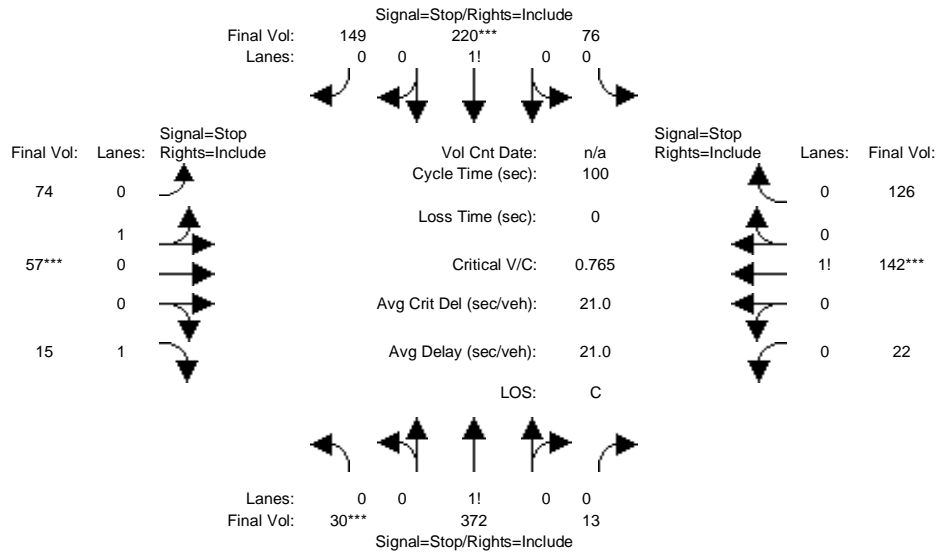 Signal=Stop/Rights=Include
Final Vol: 149 220*** 76
Lanes: 0 0 1! 0 0
Signal=Stop
Final Vol: Lanes: Rights=Include
Vol Cnt Date: n/a
Signal=Stop
Rights=Include Lanes: Final Vol:
Cycle Time (sec): 100
74 0
0 126
Loss Time (sec): 0
1
0
57*** 0
Critical V/C: 0.765
1! 142***
0
Avg Crit Del (sec/veh): 21.0
0
15 1
Avg Delay (sec/veh): 21.0
0 22
LOS: C
Lanes: 0 0 1! 0 0
Final Vol: 30*** 372 13
Signal=Stop/Rights=Include